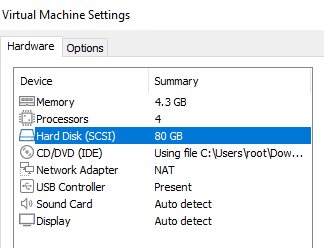 Virtual Machine Settings
Hardware Options
Device Summary
Memory 4.3 GB
Processors 4
Hard Disk (SCSI) 80 GB
CD/DVD (IDE) Using file C:\Users\root\Dow...
Network Adapter NAT
USB Controller Present
Sound Card Auto detect
Display Auto detect